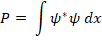 P = ∫ ψ*ψ dx